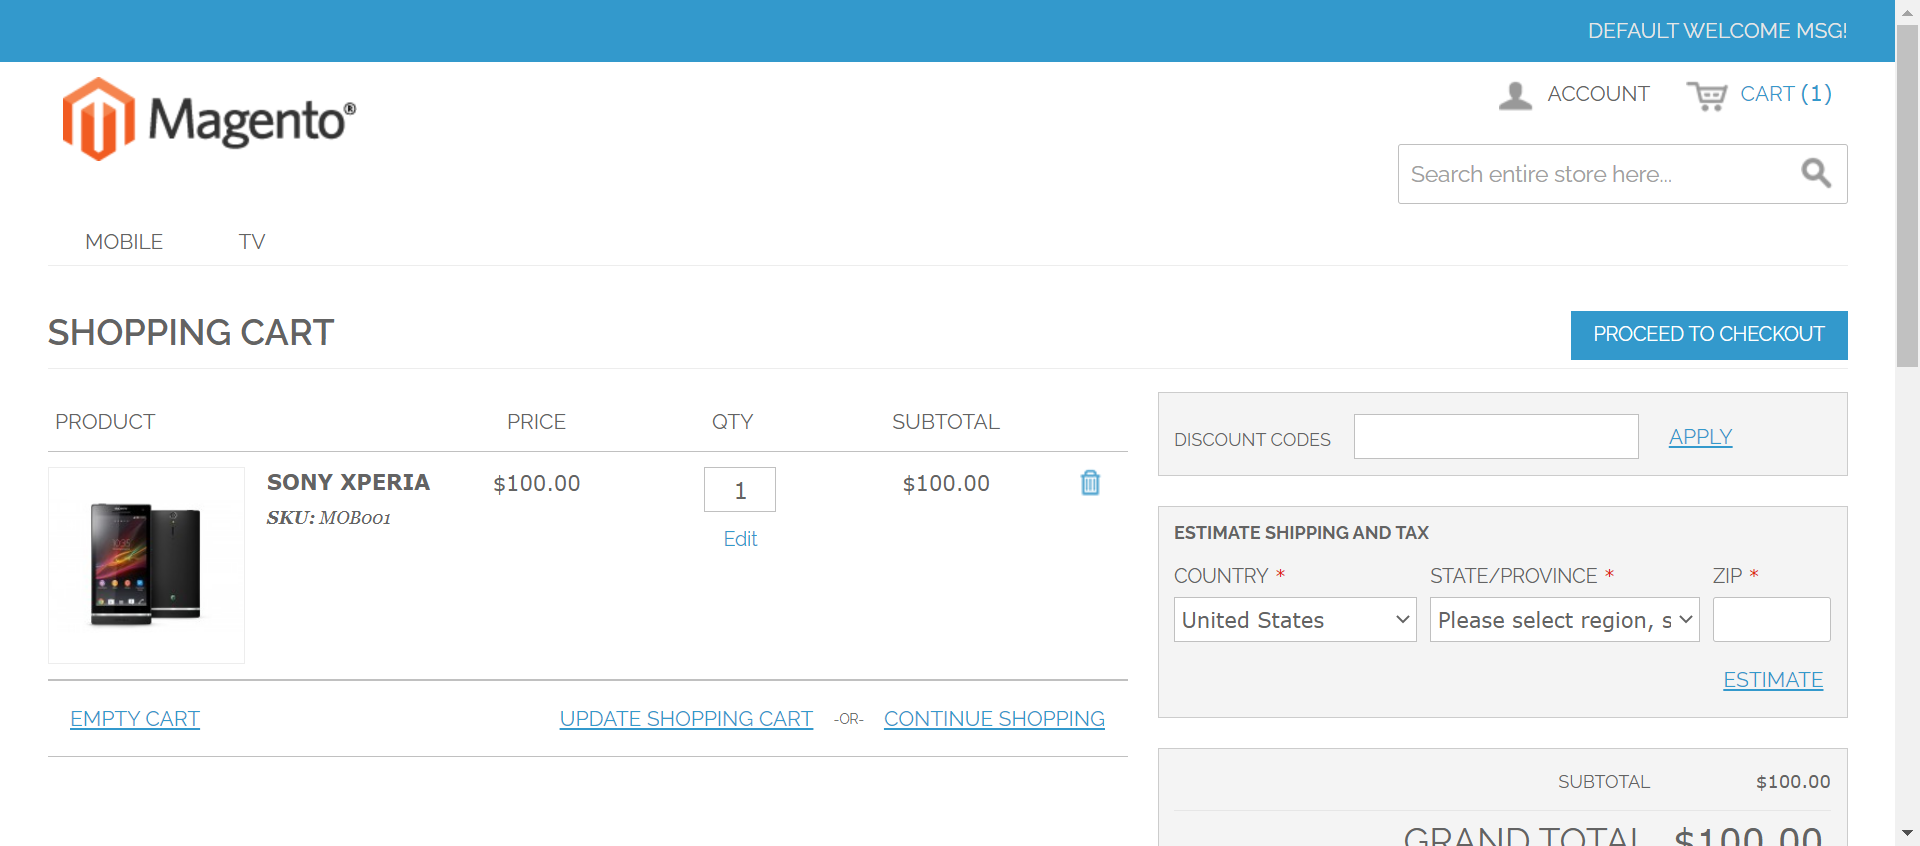 DEFAULT WELCOME MSG!
Magento®
ACCOUNT
CART (1)
Search entire store here...
MOBILE
TV
SHOPPING CART
PROCEED TO CHECKOUT
PRODUCT PRICE QTY SUBTOTAL
SONY XPERIA $100.00 1 $100.00
SKU: MOB001
Edit
EMPTY CART
UPDATE SHOPPING CART -OR- CONTINUE SHOPPING
DISCOUNT CODES APPLY
ESTIMATE SHIPPING AND TAX
COUNTRY * STATE/PROVINCE * ZIP *
United States Please select region, s
ESTIMATE
SUBTOTAL $100.00
GRAND TOTAL $100.00